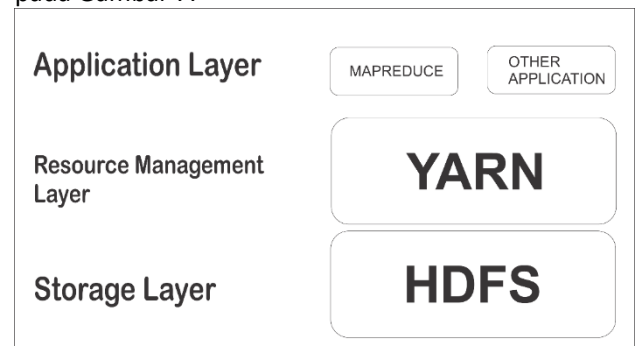 Application Layer
MAPREDUCE
OTHER
APPLICATION
Resource Management
Layer
YARN
Storage Layer
HDFS